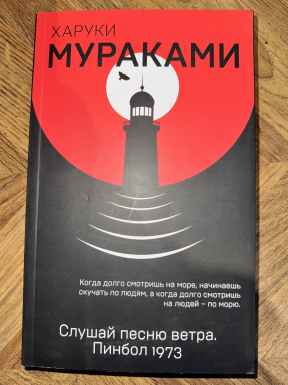 ХАРУКИ
МУРАКАМИ
Когда долго смотришь на море, начинаешь
скучать по людям, а когда долго смотришь
на людей – по морю.
Слушай песню ветра.
Пинбол 1973